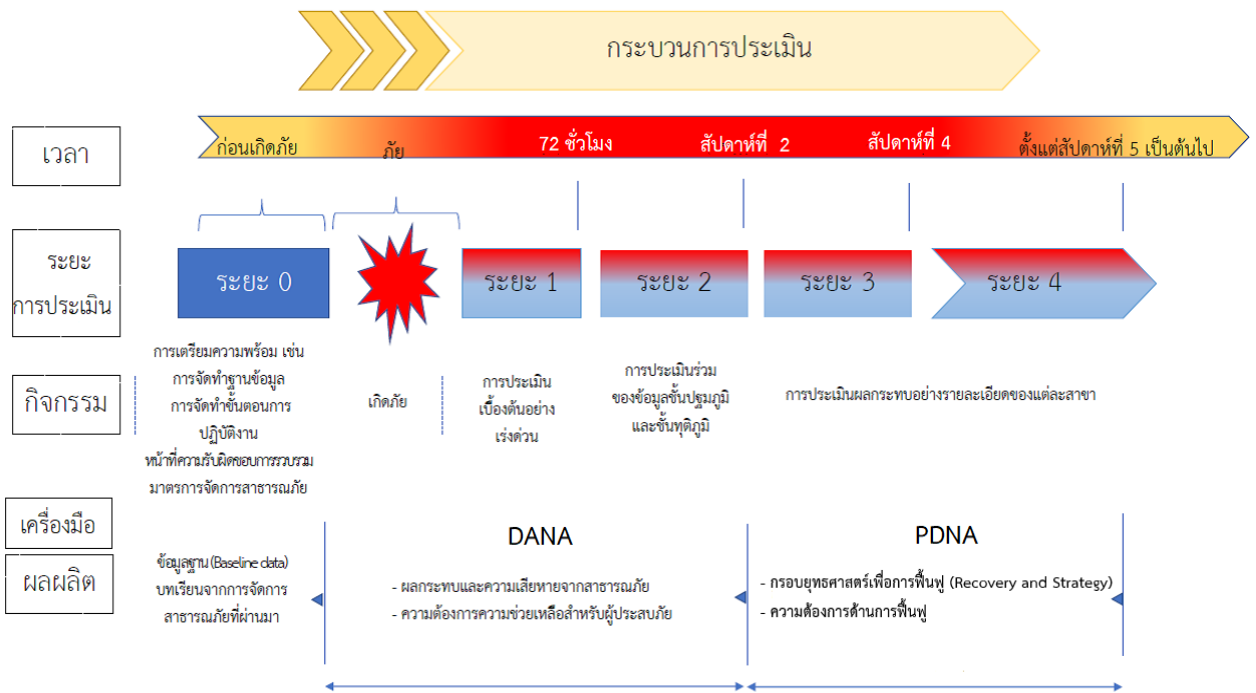 กระบวนการประเมิน
เวลา
ก่อนเกิดภัย
ภัย
72 ชั่วโมง
สัปดาห์ที่ 2
สัปดาห์ที่ 4
ตั้งแต่สัปดาห์ที่ 5 เป็นต้นไป
ระยะ
การประเมิน
ระยะ 0
ระยะ 1
ระยะ 2
ระยะ 3
ระยะ 4
กิจกรรม
การเตรียมความพร้อม เช่น
การจัดทำฐานข้อมูล
การจัดทำขั้นตอนการ
ปฏิบัติงาน
หน้าที่ความรับผิดชอบการรวบรวม
มาตรการจัดการสาธารณภัย
เกิดภัย
การประเมิน
เบื้องต้นอย่าง
เร่งด่วน
การประเมินร่วม
ของข้อมูลชั้นปฐมภูมิ
และชั้นทุติภูมิ
การประเมินผลกระทบอย่างรายละเอียดของแต่ละสาขา
เครื่องมือ
DANA
PDNA
ผลผลิต
ข้อมูลฐาน (Baseline data)
บทเรียนจากการจัดการ
สาธารณภัยที่ผ่านมา
- ผลกระทบและความเสียหายจากสาธารณภัย
- ความต้องการความช่วยเหลือสำหรับผู้ประสบภัย
- กรอบยุทธศาสตร์เพื่อการฟื้นฟู (Recovery and Strategy)
- ความต้องการด้านการฟื้นฟู